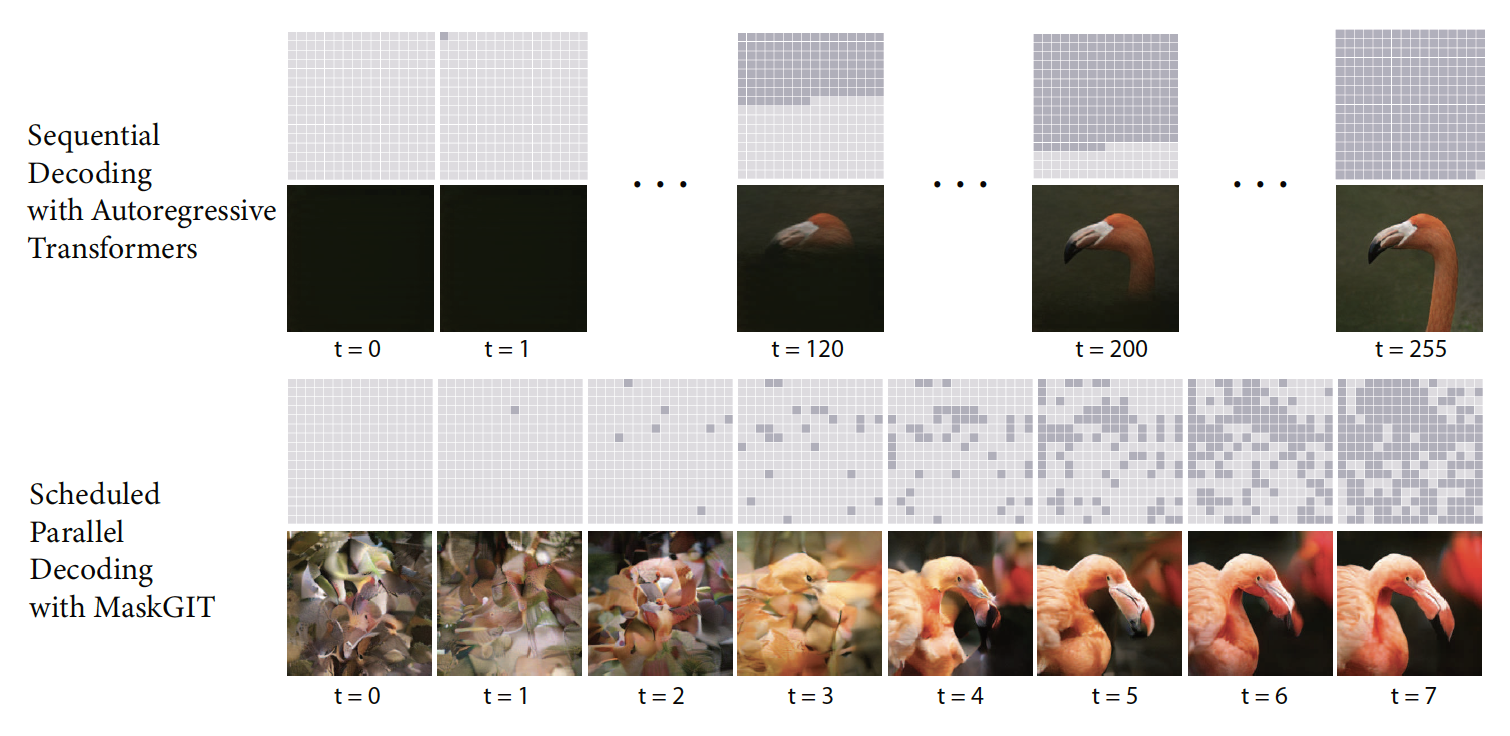 Sequential
Decoding
with Autoregressive
Transformers
. . .
. . .
. . .
t = 0
t = 1
t = 120
t = 200
t = 255
Scheduled
Parallel
Decoding
with MaskGIT
t = 0
t = 1
t = 2
t = 3
t = 4
t = 5
t = 6
t = 7